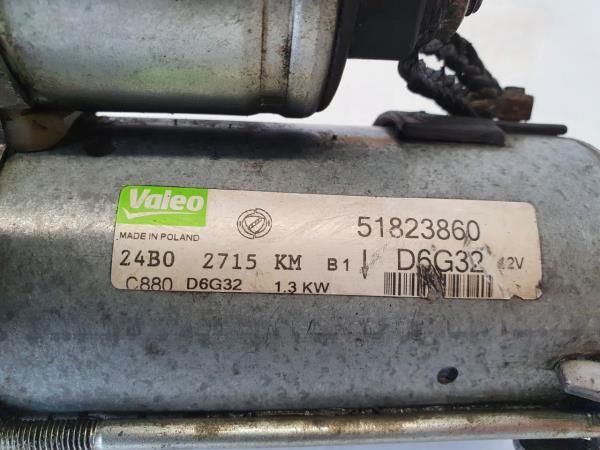 Valeo
51823860
MADE IN POLAND
24B0 2715 KM B1 D6G32 12V
C880 D6G32 1.3 KW